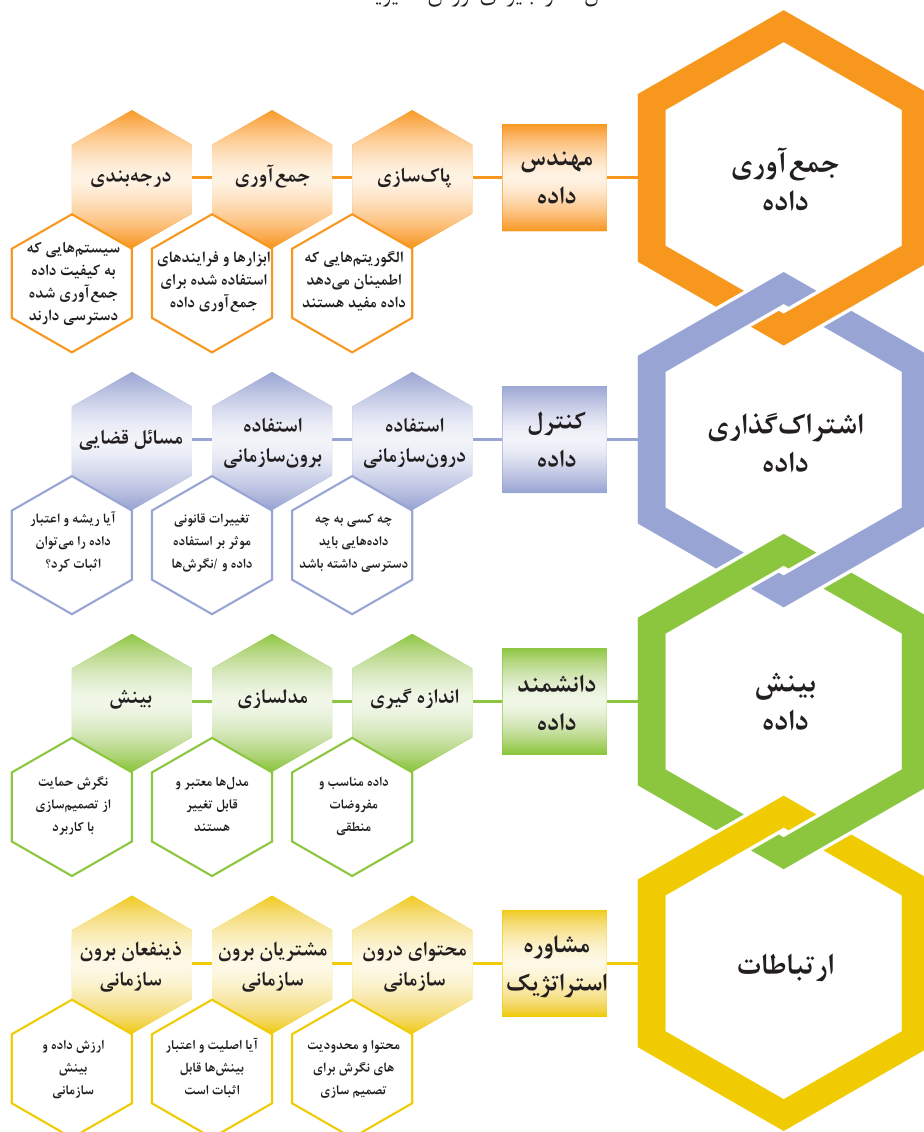 جمع‌آوری
داده
مهندس
داده
پاک‌سازی
الگوریتم‌هایی که
اطمینان می‌دهد
داده مفید هستند
جمع‌آوری
ابزارها و فرایندهای
استفاده شده برای
جمع‌آوری داده
درجه‌بندی
سیستم‌هایی که
به کیفیت داده
جمع‌آوری شده
دسترسی دارند
اشتراک‌گذاری
داده
کنترل
داده
استفاده
درون‌سازمانی
چه کسی به چه
داده‌هایی باید
دسترسی داشته باشد
استفاده
برون‌سازمانی
تغییرات قانونی
موثر بر استفاده
داده و /نگرش‌ها
مسائل قضایی
آیا ریشه و اعتبار
داده را می‌توان
اثبات کرد؟
بینش
داده
دانشمند
داده
اندازه گیری
داده مناسب و
مفروضات
منطقی
مدلسازی
مدل‌ها معتبر و
قابل تغییر
هستند
بینش
نگرش حمایت
از تصمیم‌سازی
با کاربرد
ارتباطات
مشاوره
استراتژیک
محتوای درون
سازمانی
محتوا و محدودیت
های نگرش برای
تصمیم سازی
مشتریان برون
سازمانی
آیا اصلیت و اعتبار
بینش‌ها قابل
اثبات است
ذینفعان برون
سازمانی
ارزش داده و
بینش
سازمانی